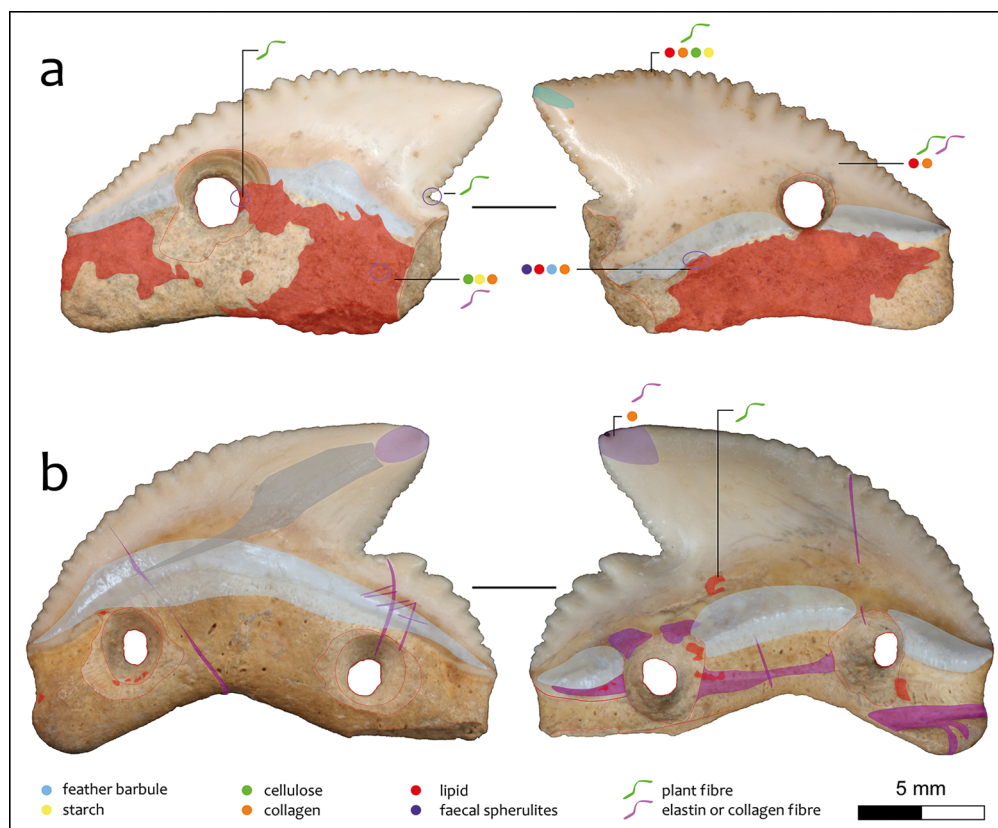 a
b
feather barbule
starch
cellulose
collagen
lipid
faecal spherulites
plant fibre
elastin or collagen fibre
5 mm